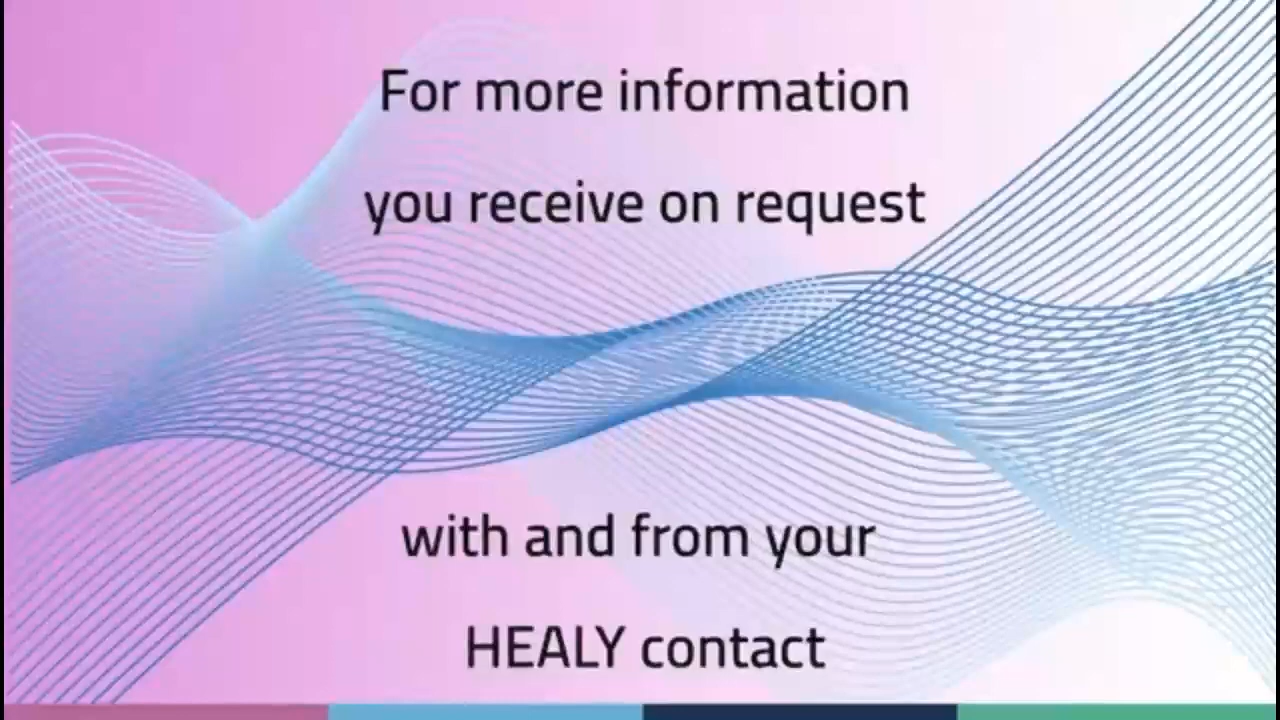 For more information
you receive on request
with and from your
HEALY contact